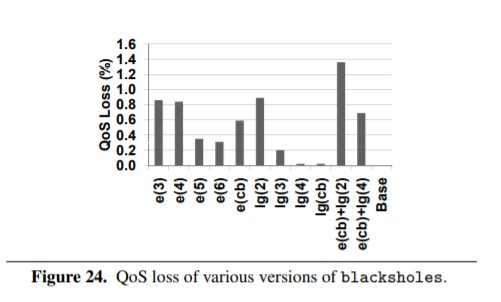 QoS Loss (%)
1.6
1.4
1.2
1.0
0.8
0.6
0.4
0.2
0.0
e(3)
e(4)
e(5)
e(6)
e(cb)
lg(2)
lg(3)
lg(4)
lg(cb)
e(cb)+lg(2)
e(cb)+lg(4)
Base
Figure 24. QoS loss of various versions of blacksholes.